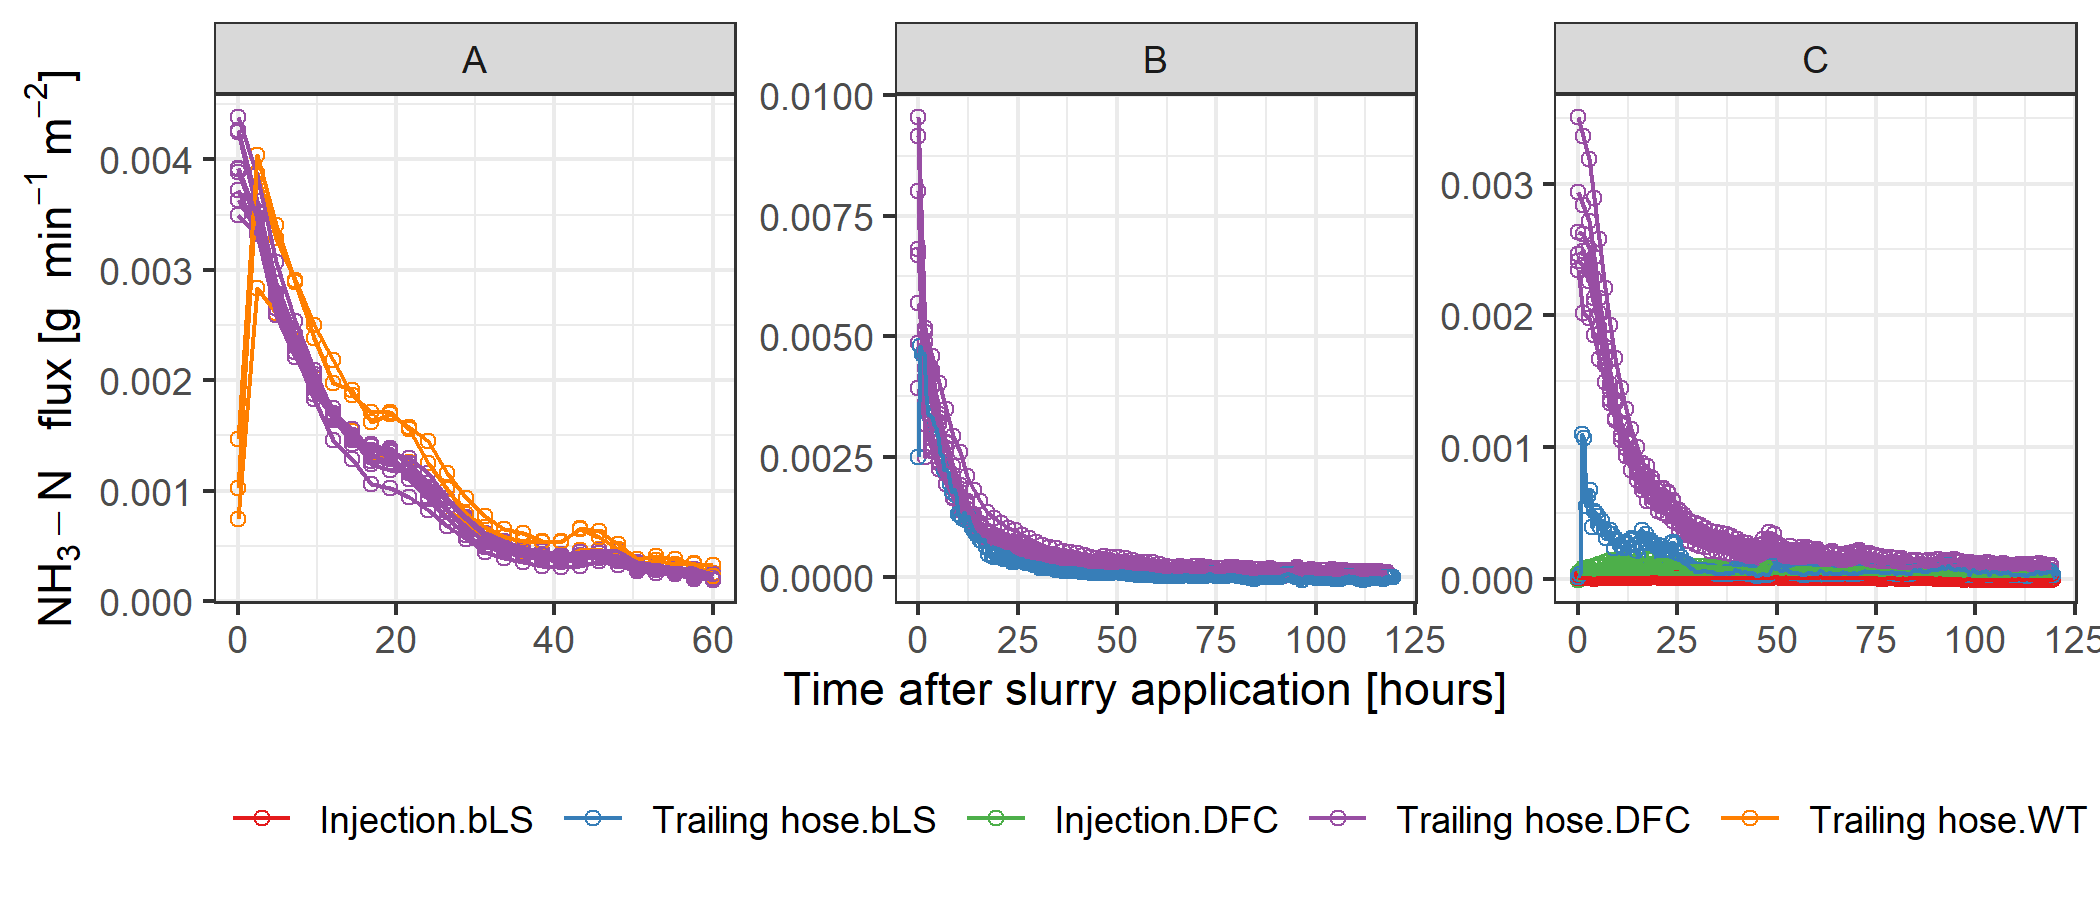 A
B
C
NH₃ − N flux [g min⁻¹ m⁻²]
0.004
0.003
0.002
0.001
0.000
0 20 40 60
0.0100
0.0075
0.0050
0.0025
0.0000
0 25 50 75 100 125
0.003
0.002
0.001
0.000
0 25 50 75 100 125
Time after slurry application [hours]
Injection.bLS Trailing hose.bLS Injection.DFC Trailing hose.DFC Trailing hose.WT